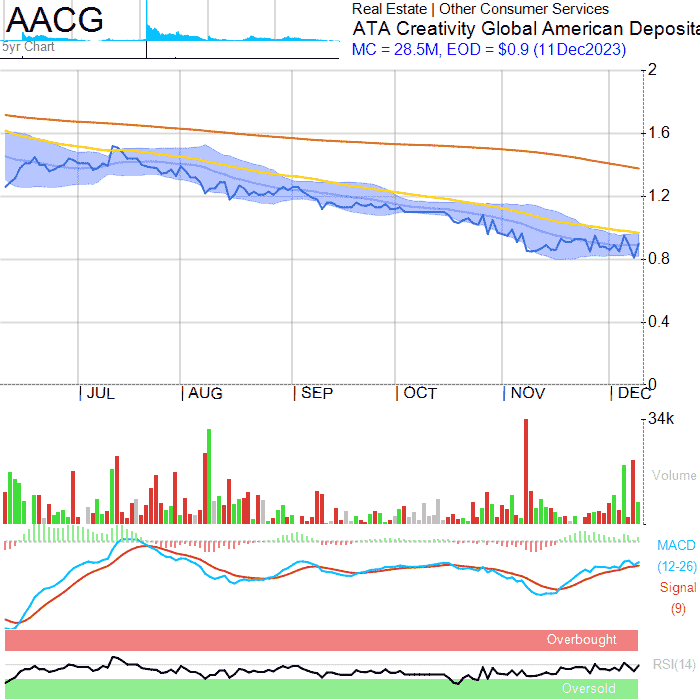 AACG
5yr Chart
Real Estate | Other Consumer Services
ATA Creativity Global American Deposita
MC = 28.5M, EOD = $0.9 (11Dec2023)
2
1.6
1.2
0.8
0.4
0
JUL AUG SEP OCT NOV DEC
34k
Volume
MACD
(12-26)
Signal
(9)
Overbought
RSI(14)
Oversold